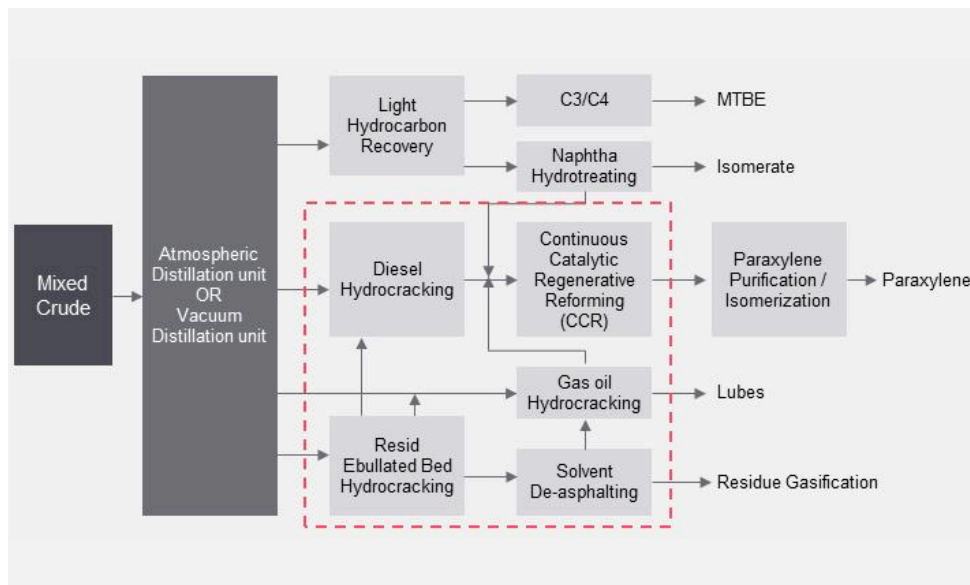 Mixed
Crude
Atmospheric
Distillation unit
OR
Vacuum
Distillation unit
Light
Hydrocarbon
Recovery
C3/C4
MTBE
Naphtha
Hydrotreating
Isomerate
Diesel
Hydrocracking
Continuous
Catalytic
Regenerative
Reforming
(CCR)
Paraxylene
Purification /
Isomerization
Paraxylene
Gas oil
Hydrocracking
Lubes
Resid
Ebullated Bed
Hydrocracking
Solvent
De-asphalting
Residue Gasification